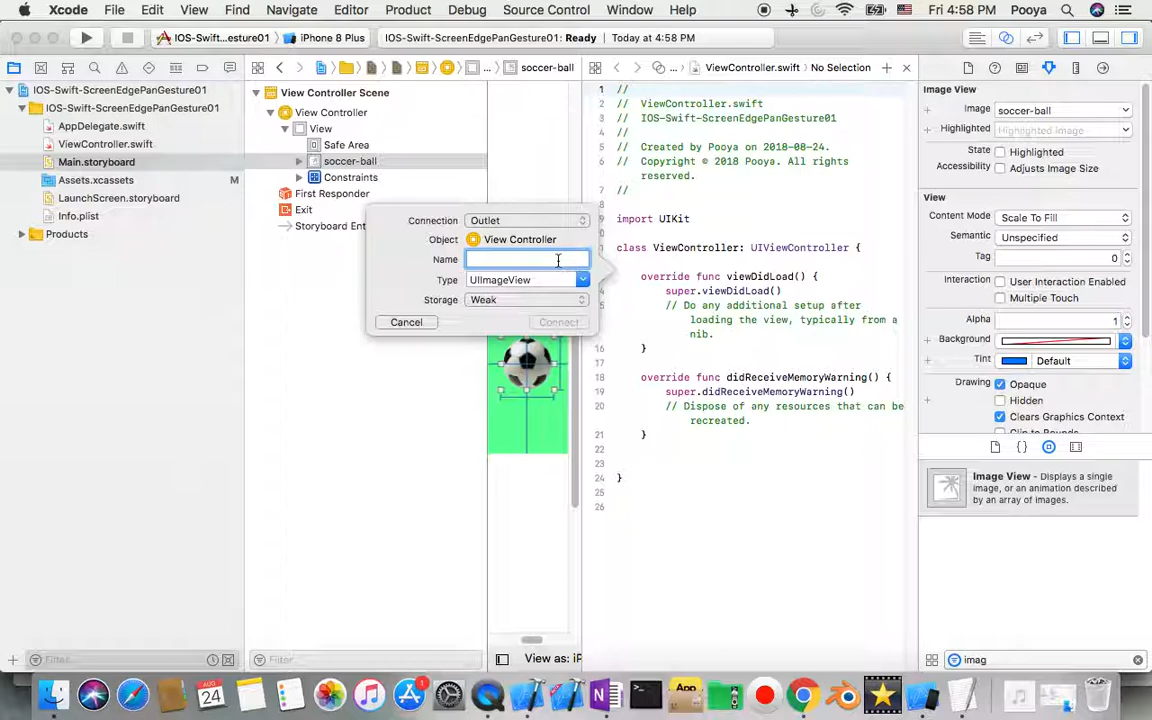 Xcode File Edit View Find Navigate Editor Product Debug Source Control Window Help Fri 4:58 PM Pooya
IOS-Swift...esture01 iPhone 8 Plus IOS-Swift-ScreenEdgePanGesture01: Ready Today at 4:58 PM
... soccer-ball ... ViewController.swift No Selection
IOS-Swift-ScreenEdgePanGesture01
IOS-Swift-ScreenEdgePanGesture01
AppDelegate.swift
ViewController.swift
Main.storyboard
Assets.xcassets M
LaunchScreen.storyboard
Info.plist
Products
Filter
View Controller Scene
View Controller
View
Safe Area
soccer-ball
Constraints
First Responder
Exit
Storyboard Ent
Filter
Connection Outlet
Object View Controller
Name
Type UIImageView
Storage Weak
Cancel Connect
View as: iP
1 //
2 // ViewController.swift
3 // IOS-Swift-ScreenEdgePanGesture01
4 //
5 // Created by Pooya on 2018-08-24.
6 // Copyright © 2018 Pooya. All rights
reserved.
7 //
8
import UIKit
class ViewController: UIViewController {
override func viewDidLoad() {
super.viewDidLoad()
// Do any additional setup after
loading the view, typically from a
nib.
16 }
17
18 override func didReceiveMemoryWarning() {
19 super.didReceiveMemoryWarning()
20 // Dispose of any resources that can be
recreated.
21 }
22
23
24 }
25
26
Image View
Image soccer-ball
Highlighted Highlighted Image
State Highlighted
Accessibility Adjusts Image Size
View
Content Mode Scale To Fill
Semantic Unspecified
Tag 0
Interaction User Interaction Enabled
Multiple Touch
Alpha 1
Background
Tint Default
Drawing Opaque
Hidden
Clears Graphics Context
Clip to Bounds
Image View - Displays a single
image, or an animation described
by an array of images.
imag
AUG
24
1
App